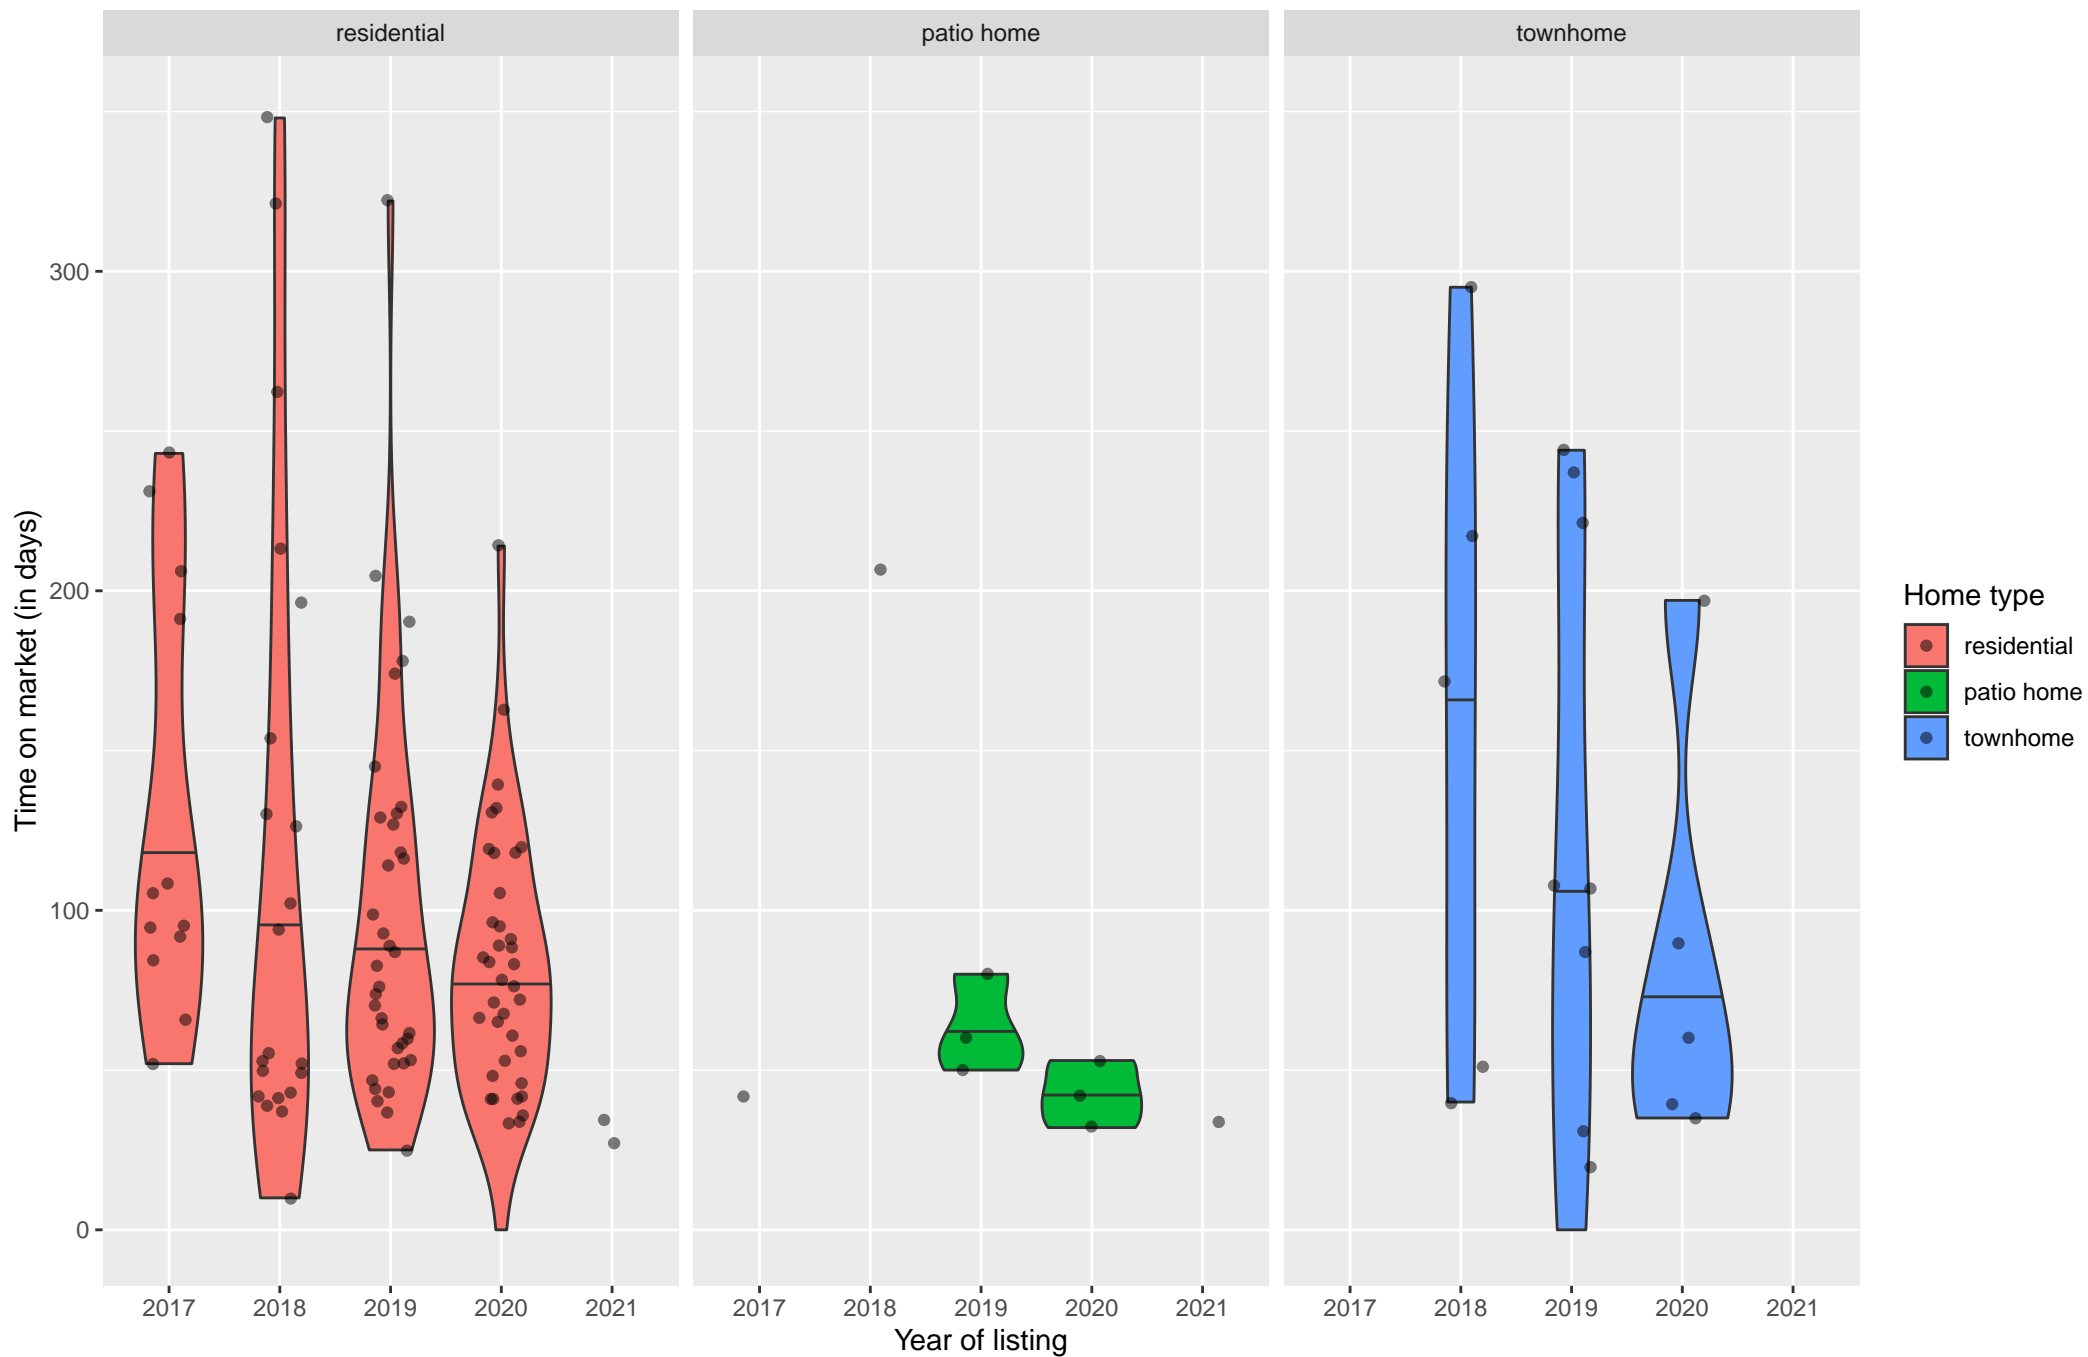 residential
patio home
townhome
Time on market (in days)
300
200
100
0
2017 2018 2019 2020 2021
2017 2018 2019 2020 2021
2017 2018 2019 2020 2021
Year of listing
Home type
residential
patio home
townhome